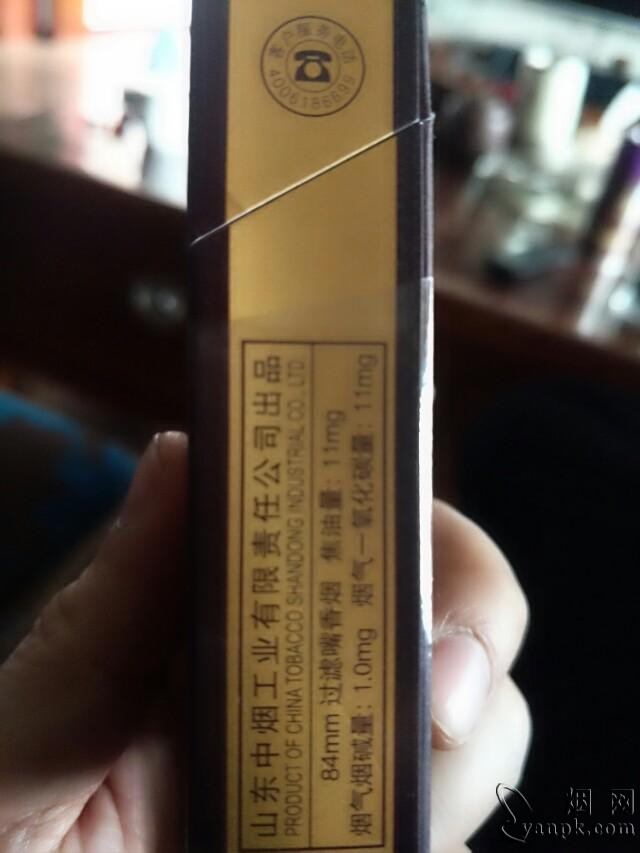 客户服务电话
4006186699
山东中烟工业有限责任公司出品
PRODUCT OF CHINA TOBACCO SHANDONG INDUSTRIAL CO., LTD
84mm 过滤嘴香烟 焦油量：11mg
烟气烟碱量：1.0mg 烟气一氧化碳量：11mg
烟网
yanpk.com